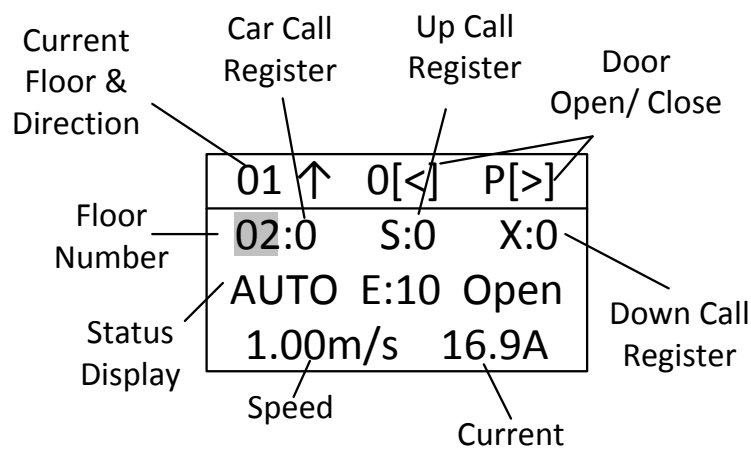 Current
Floor &
Direction
Car Call
Register
Up Call
Register
Door
Open/ Close
01 ↑ 0[<] P[>]
Floor
Number
02:0 S:0 X:0
AUTO E:10 Open
1.00m/s 16.9A
Status
Display
Down Call
Register
Speed
Current